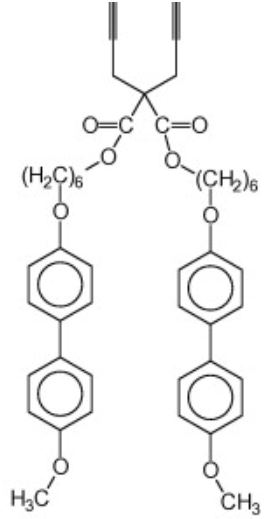 O=C C=O
O O
(H₂C)₆ (CH₂)₆
O O
O O
H₃C CH₃